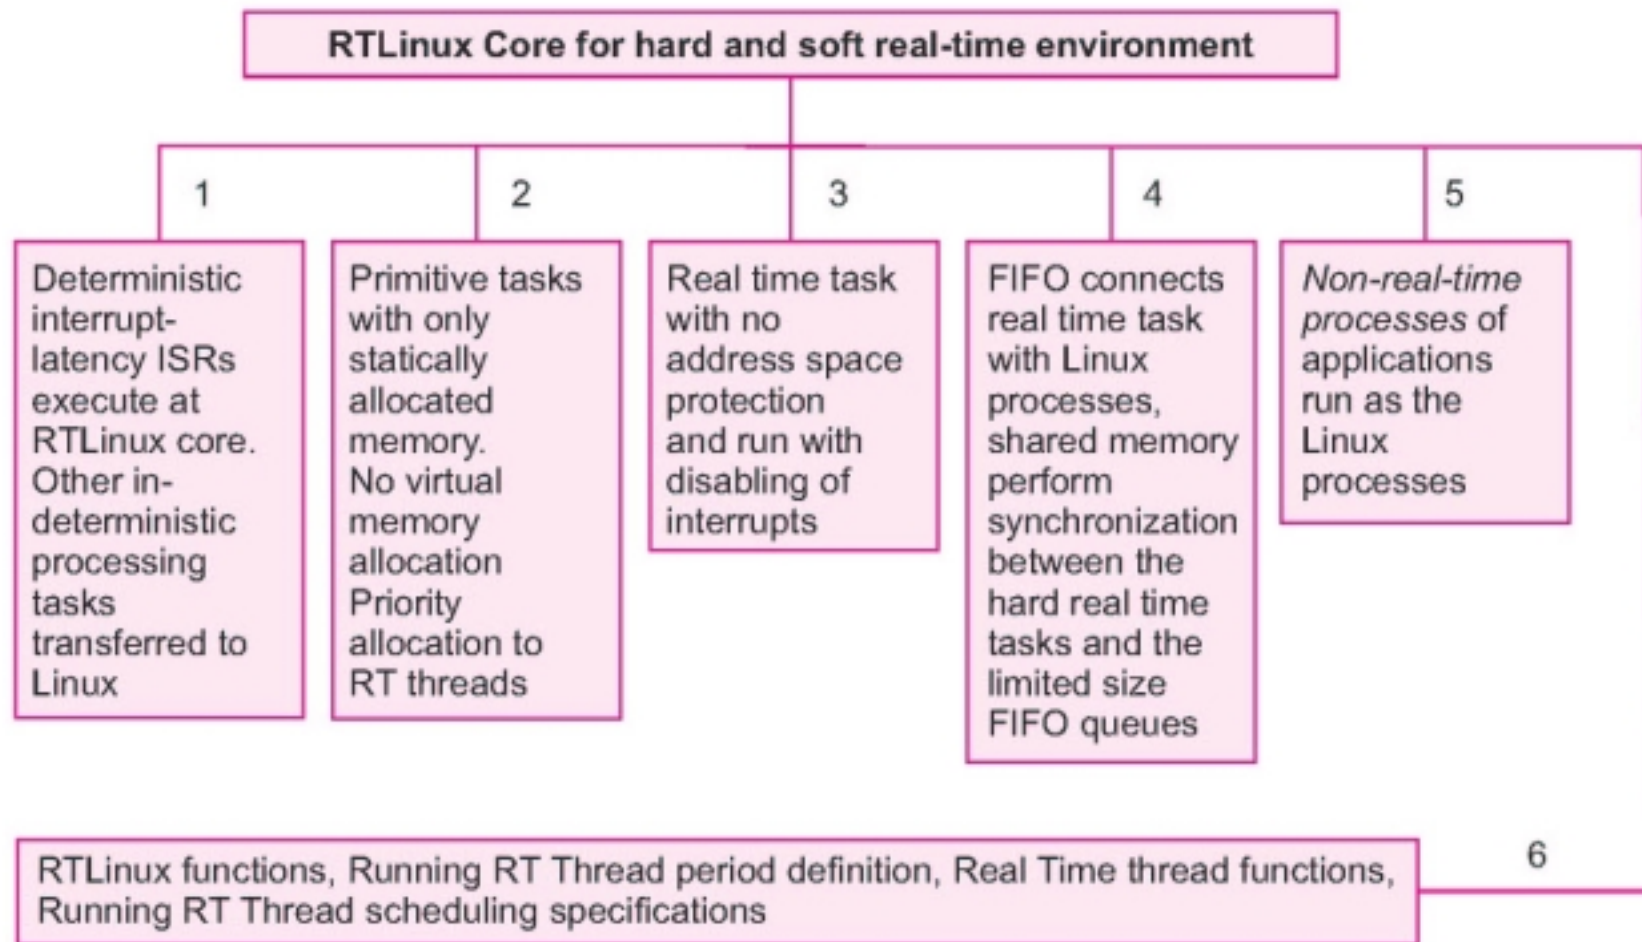 RTLinux Core for hard and soft real-time environment
1
2
3
4
5
Deterministic
interrupt-
latency ISRs
execute at
RTLinux core.
Other in-
deterministic
processing
tasks
transferred to
Linux
Primitive tasks
with only
statically
allocated
memory.
No virtual
memory
allocation
Priority
allocation to
RT threads
Real time task
with no
address space
protection
and run with
disabling of
interrupts
FIFO connects
real time task
with Linux
processes,
shared memory
perform
synchronization
between the
hard real time
tasks and the
limited size
FIFO queues
Non-real-time
processes of
applications
run as the
Linux
processes
6
RTLinux functions, Running RT Thread period definition, Real Time thread functions,
Running RT Thread scheduling specifications